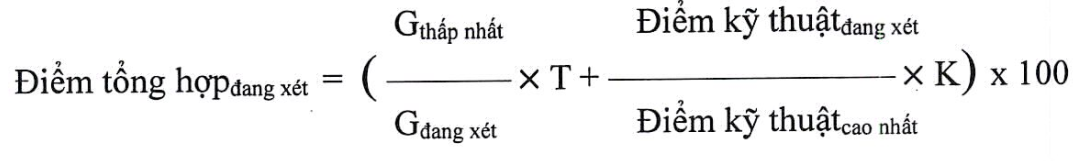 G thấp nhất Điểm kỹ thuật đang xét
Điểm tổng hợp đang xét = ( ——— × T + ——— × K) x 100
G đang xét Điểm kỹ thuật cao nhất